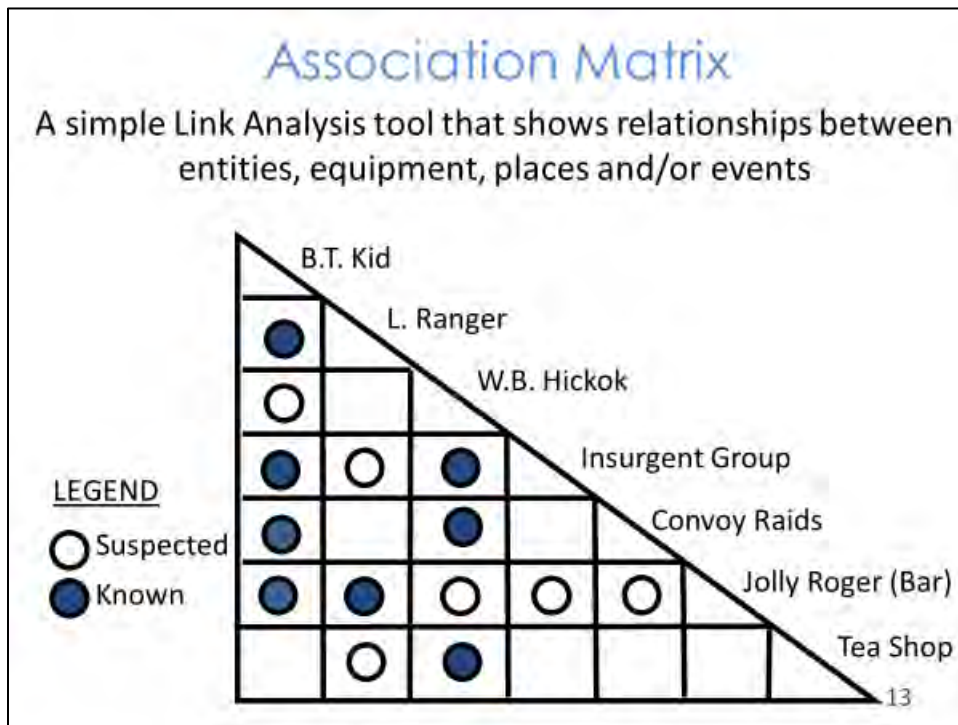 Association Matrix
A simple Link Analysis tool that shows relationships between
entities, equipment, places and/or events
B.T. Kid
L. Ranger
W.B. Hickok
Insurgent Group
Convoy Raids
Jolly Roger (Bar)
Tea Shop
LEGEND
Suspected
Known
13